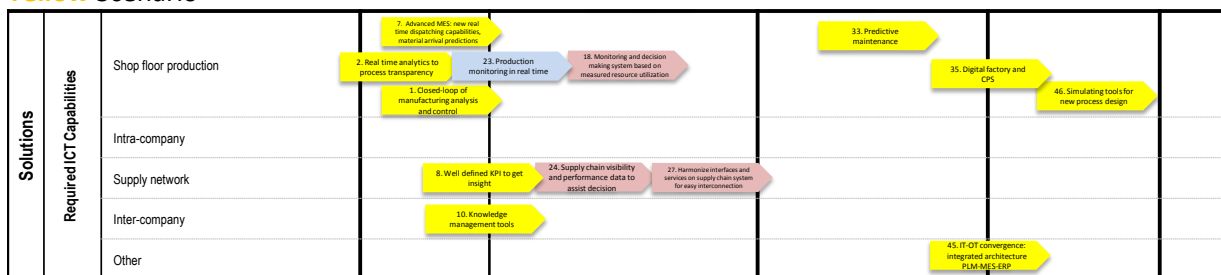 Yellow Scenario
Solutions
Required ICT Capabilities
Shop floor production
7. Advanced MES: new real
time dispatching capabilities,
material arrival predictions
2. Real time analytics to
process transparency
23. Production
monitoring in real time
18. Monitoring and decision
making system based on
measured resource utilization
1. Closed-loop of
manufacturing analysis
and control
33. Predictive
maintenance
35. Digital factory and
CPS
46. Simulating tools for
new process design
Intra-company
Supply network
8. Well defined KPI to get
insight
24. Supply chain visibility
and performance data to
assist decision
27. Harmonize interfaces and
services on supply chain system
for easy interconnection
Inter-company
10. Knowledge
management tools
Other
45. IT-OT convergence:
integrated architecture
PLM-MES-ERP